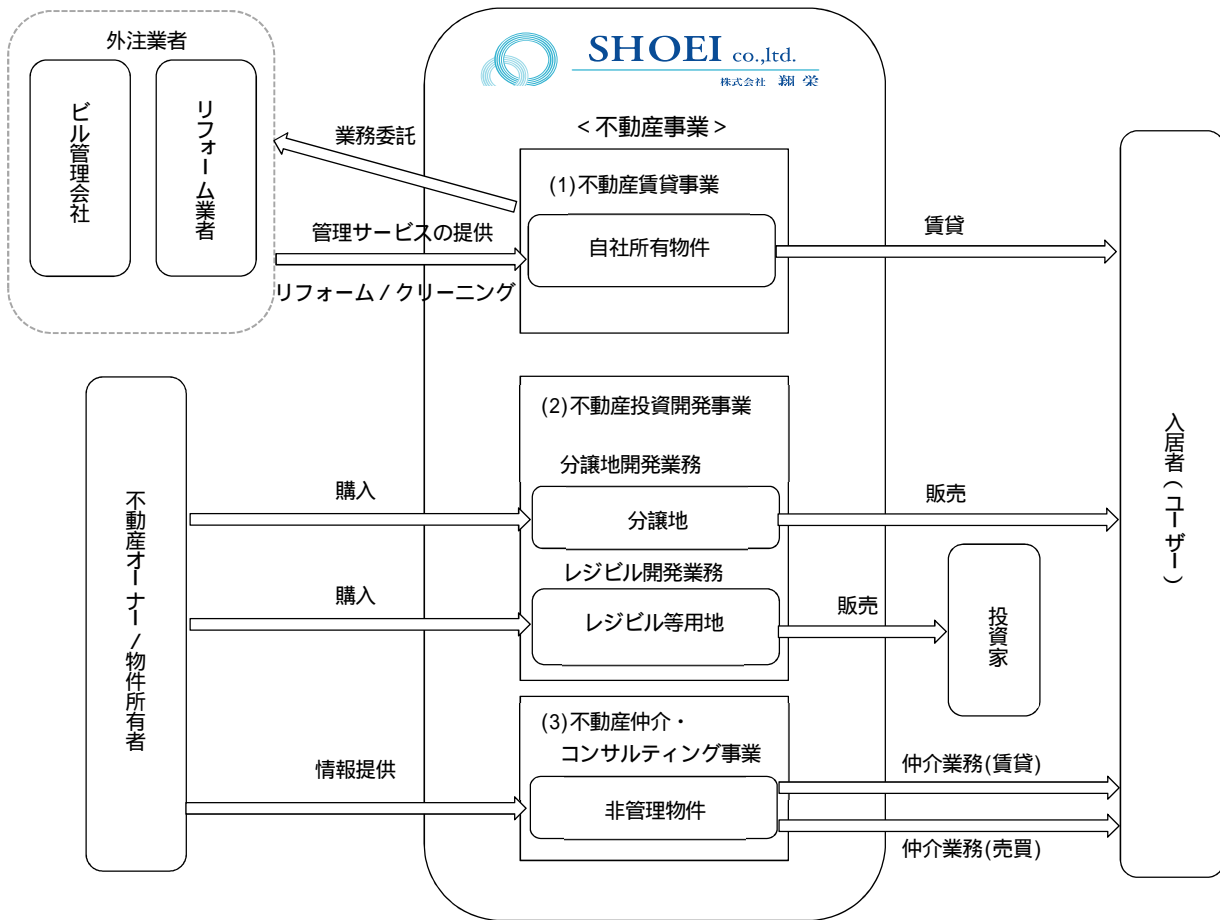 外注業者
ビル管理会社
リフォーム業者
SHOEI co.,ltd.
株式会社 翔 栄
<不動産事業>
業務委託
(1)不動産賃貸事業
管理サービスの提供
自社所有物件
賃貸
リフォーム/クリーニング
不動産オーナー/物件所有者
(2)不動産投資開発事業
分譲地開発業務
購入
分譲地
販売
レジビル開発業務
購入
レジビル等用地
販売
投資家
入居者(ユーザー)
(3)不動産仲介・
コンサルティング事業
情報提供
非管理物件
仲介業務(賃貸)
仲介業務(売買)